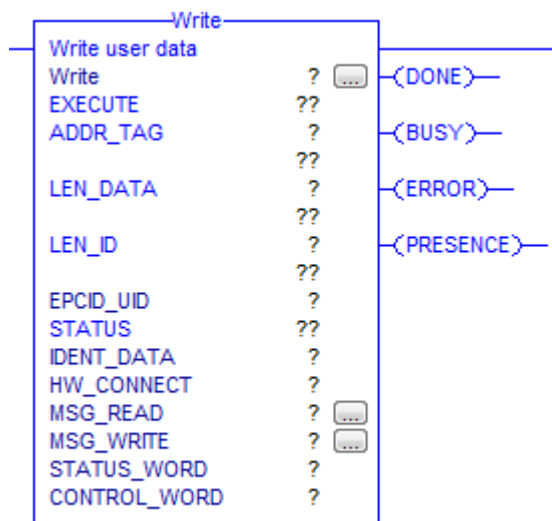 Write
Write user data
Write ? ... (DONE)
EXECUTE ??
ADDR_TAG ? (BUSY)
??
LEN_DATA ? (ERROR)
??
LEN_ID ? (PRESENCE)
??
EPCID_UID ?
STATUS ??
IDENT_DATA ?
HW_CONNECT ?
MSG_READ ? ...
MSG_WRITE ? ...
STATUS_WORD ?
CONTROL_WORD ?